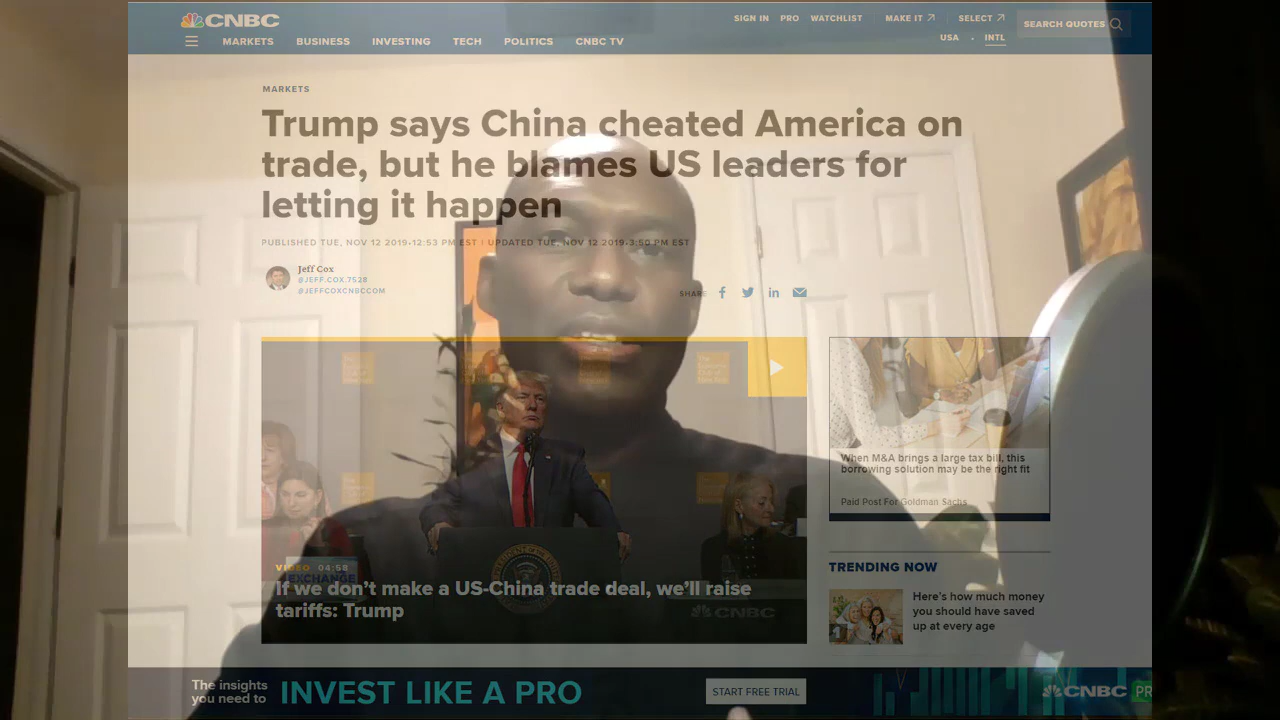 CNBC
SIGN IN PRO WATCHLIST MAKE IT SELECT
SEARCH QUOTES
USA INTL
MARKETS BUSINESS INVESTING TECH POLITICS CNBC TV
MARKETS
Trump says China cheated America on
trade, but he blames US leaders for
letting it happen
PUBLISHED TUE, NOV 12 2019•12:53 PM EST | UPDATED TUE, NOV 12 2019•3:50 PM EST
Jeff Cox
@JEFF.COX.7528
@JEFFCOXCNBCCOM
SHARE
VIDEO 04:58
EXCHANGE
If we don't make a US-China trade deal, we'll raise
tariffs: Trump
CNBC
When M&A brings a large tax bill, this
borrowing solution may be the right fit
Paid Post For Goldman Sachs
TRENDING NOW
1
Here's how much money
you should have saved
up at every age
The insights
you need to
INVEST LIKE A PRO
START FREE TRIAL
CNBC PR